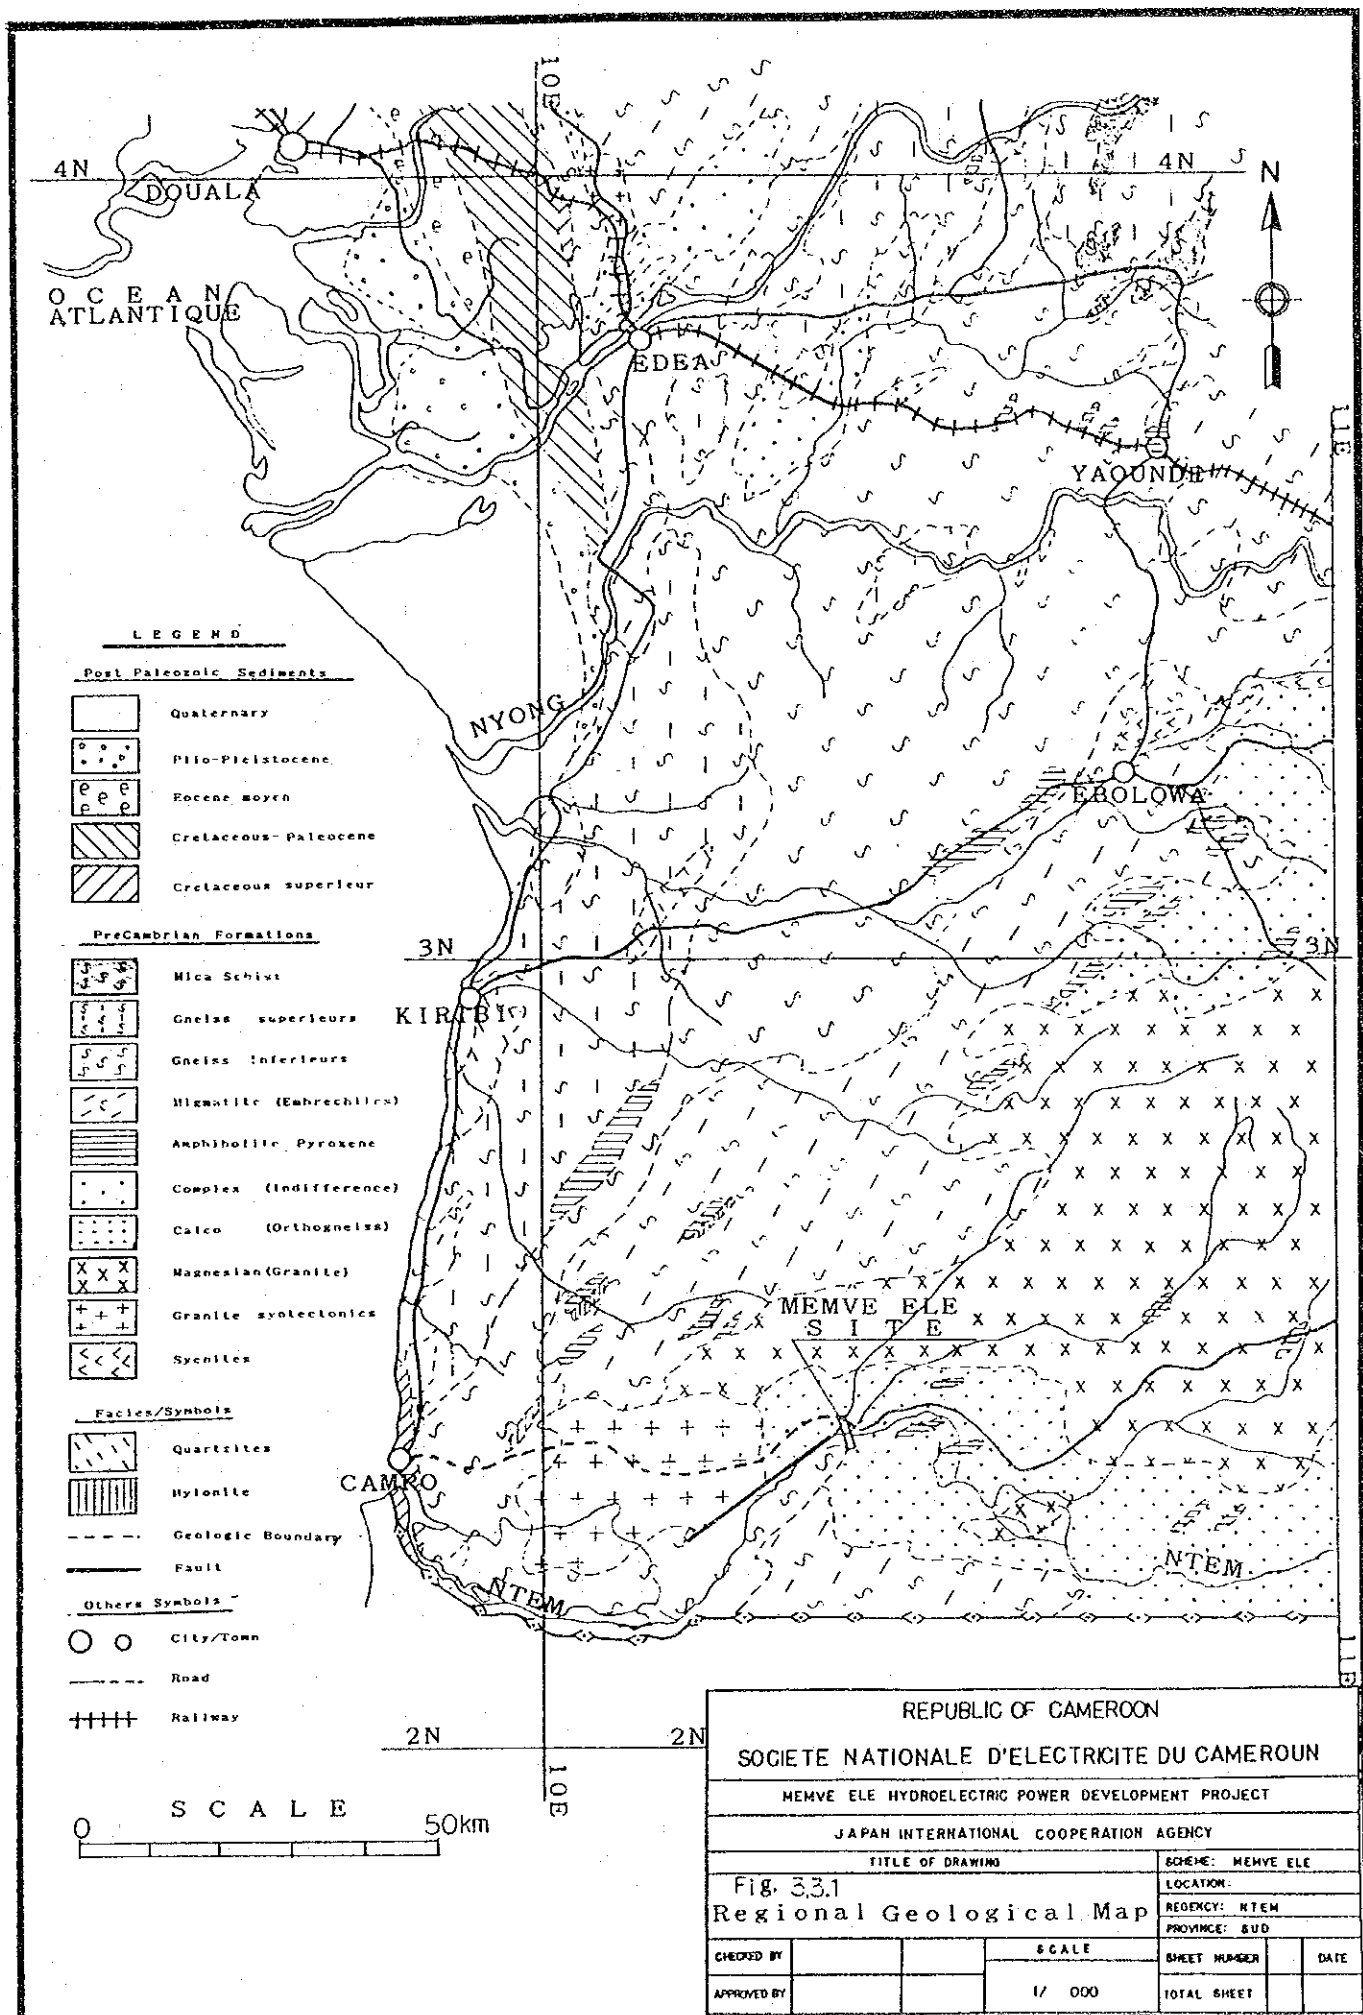 10E
4N
4N
N
DOUALA
OCEAN
ATLANTIQUE
EDEA
11E
YAOUNDE
LEGEND
Post Paleozoic Sediments
Quaternary
Plio-Pleistocene
Eocene moyen
Cretaceous-Paleocene
Cretaceous superieur
NYONG
EBOLOWA
PreCambrian Formations
3N
3N
Mica Schist
Gneiss superieurs
KIRIBI
Gneiss Inferieurs
Migmatite (Embrechites)
Amphibolite Pyroxene
Complex (Indifference)
Calco (Orthogneiss)
Magnesian(Granite)
Granite syntectonics
Syenites
MEMVE ELE
SITE
Facies/Symbols
Quartzites
Mylonite
CAMPO
Geologic Boundary
Fault
NTEM
NTEM
Others Symbols
City/Town
Road
Railway
11E
2N
2N
10E
SCALE
0 50km
REPUBLIC OF CAMEROON
SOCIETE NATIONALE D'ELECTRICITE DU CAMEROUN
MEMVE ELE HYDROELECTRIC POWER DEVELOPMENT PROJECT
JAPAN INTERNATIONAL COOPERATION AGENCY
TITLE OF DRAWING
SCHEME: MEMVE ELE
Fig. 3.3.1
LOCATION:
Regional Geological Map
REGENCY: NTEM
PROVINCE: SUD
CHECKED BY
SCALE
SHEET NUMBER
DATE
APPROVED BY
1/ 000
TOTAL SHEET